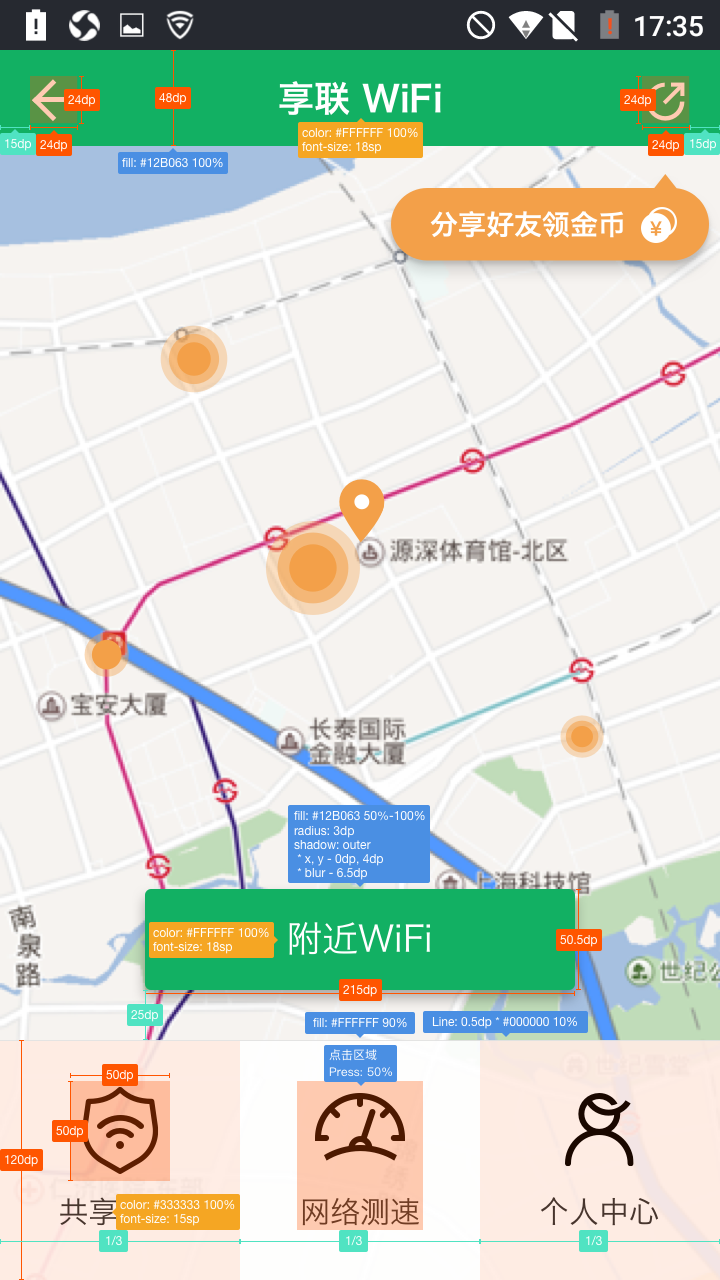 17:35
享联 WiFi
24dp
48dp
24dp
15dp
24dp
color: #FFFFFF 100%
font-size: 18sp
24dp
15dp
fill: #12B063 100%
分享好友领金币
源深体育馆-北区
宝安大厦
长泰国际
金融大厦
fill: #12B063 50%-100%
radius: 3dp
shadow: outer
* x, y - 0dp, 4dp
* blur - 6.5dp
上海科技馆
南泉路
color: #FFFFFF 100%
font-size: 18sp
附近WiFi
50.5dp
世纪公
215dp
25dp
fill: #FFFFFF 90%
Line: 0.5dp * #000000 10%
点击区域
Press: 50%
50dp
50dp
120dp
共享
color: #333333 100%
font-size: 15sp
网络测速
个人中心
1/3
1/3
1/3